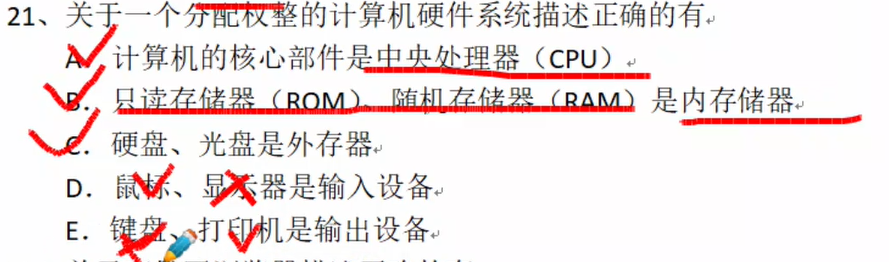 21、关于一个分配权整的计算机硬件系统描述正确的有
A. 计算机的核心部件是中央处理器（CPU）
B. 只读存储器（ROM）、随机存储器（RAM）是内存储器
C. 硬盘、光盘是外存器
D. 鼠标、显示器是输入设备
E. 键盘、打印机是输出设备